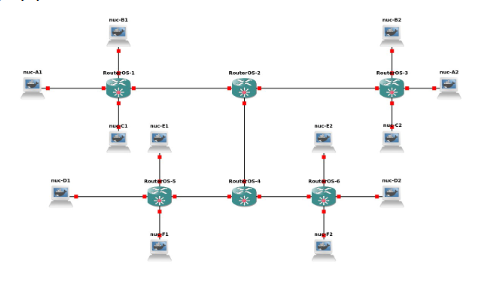 nuc-B1
nuc-B2
nuc-A1
RouterOS-1
RouterOS-2
RouterOS-3
nuc-A2
nuc-C1
nuc-E1
nuc-E2
nuc-C2
nuc-D1
RouterOS-5
RouterOS-4
RouterOS-6
nuc-D2
nuc-F1
nuc-F2